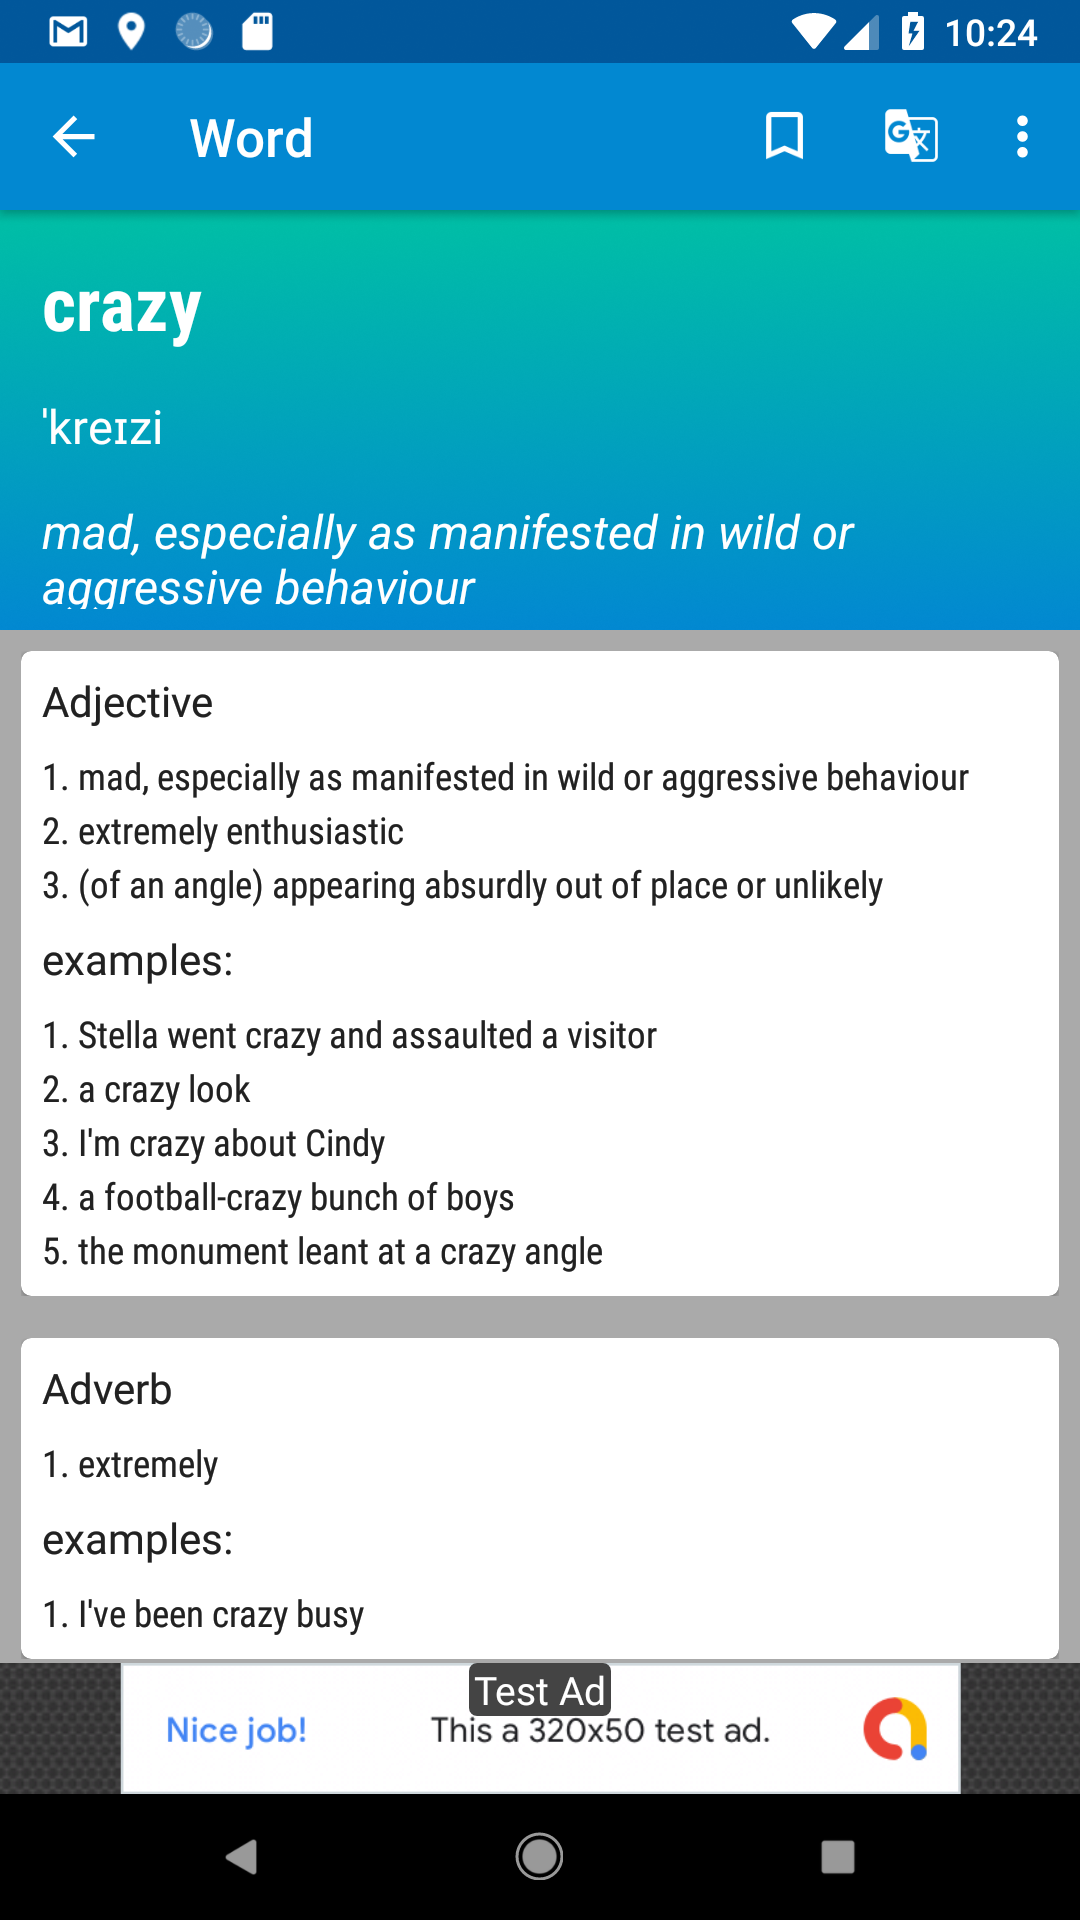 10:24
Word
crazy
ˈkreɪzi
mad, especially as manifested in wild or
aggressive behaviour
Adjective
1. mad, especially as manifested in wild or aggressive behaviour
2. extremely enthusiastic
3. (of an angle) appearing absurdly out of place or unlikely
examples:
1. Stella went crazy and assaulted a visitor
2. a crazy look
3. I'm crazy about Cindy
4. a football-crazy bunch of boys
5. the monument leant at a crazy angle
Adverb
1. extremely
examples:
1. I've been crazy busy
Test Ad
Nice job! This a 320x50 test ad.